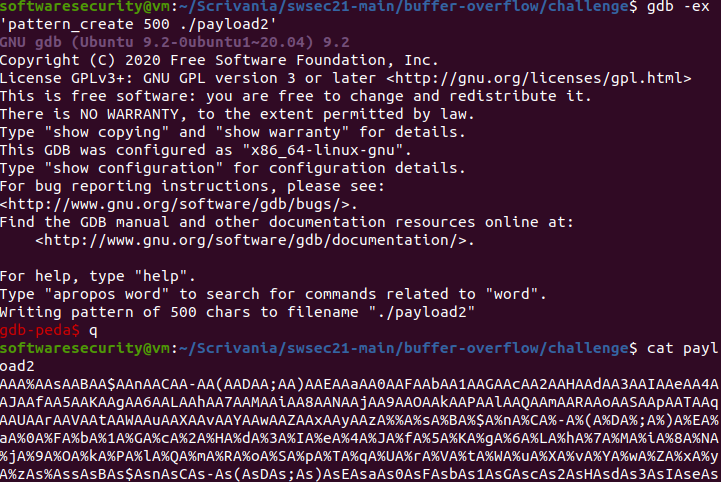 softwaresecurity@vm:~/Scrivania/swsec21-main/buffer-overflow/challenge$ gdb -ex
'pattern_create 500 ./payload2'
GNU gdb (Ubuntu 9.2-0ubuntu1~20.04) 9.2
Copyright (C) 2020 Free Software Foundation, Inc.
License GPLv3+: GNU GPL version 3 or later <http://gnu.org/licenses/gpl.html>
This is free software: you are free to change and redistribute it.
There is NO WARRANTY, to the extent permitted by law.
Type "show copying" and "show warranty" for details.
This GDB was configured as "x86_64-linux-gnu".
Type "show configuration" for configuration details.
For bug reporting instructions, please see:
<http://www.gnu.org/software/gdb/bugs/>.
Find the GDB manual and other documentation resources online at:
    <http://www.gnu.org/software/gdb/documentation/>.

For help, type "help".
Type "apropos word" to search for commands related to "word".
Writing pattern of 500 chars to filename "./payload2"
gdb-peda$ q
softwaresecurity@vm:~/Scrivania/swsec21-main/buffer-overflow/challenge$ cat payl
oad2
AAA%AAsAABAA$AAnAACAA-AA(AADAA;AA)AAEAAaAA0AAFAAbAA1AAGAAcAA2AAHAAdAA3AAIAAeAA4A
AJAAfAA5AAKAAgAA6AALAAhAA7AAMAAiAA8AANAAjAA9AAOAAkAAPAAlAAQAAmAARAAoAASAApAATAAq
AAUAArAAVAAtAAWAAuAAXAAvAAYAAwAAZAAxAAyAAzA%%A%sA%BA%$A%nA%CA%-A%(A%DA%;A%)A%EA%
aA%0A%FA%bA%1A%GA%cA%2A%HA%dA%3A%IA%eA%4A%JA%fA%5A%KA%gA%6A%LA%hA%7A%MA%iA%8A%NA
%jA%9A%OA%kA%PA%lA%QA%mA%RA%oA%SA%pA%TA%qA%UA%rA%VA%tA%WA%uA%XA%vA%YA%wA%ZA%xA%y
A%zAs%AssAsBAs$AsnAsCAs-As(AsDAs;As)AsEAsaAs0AsFAsbAs1AsGAscAs2AsHAsdAs3AsIAseAs